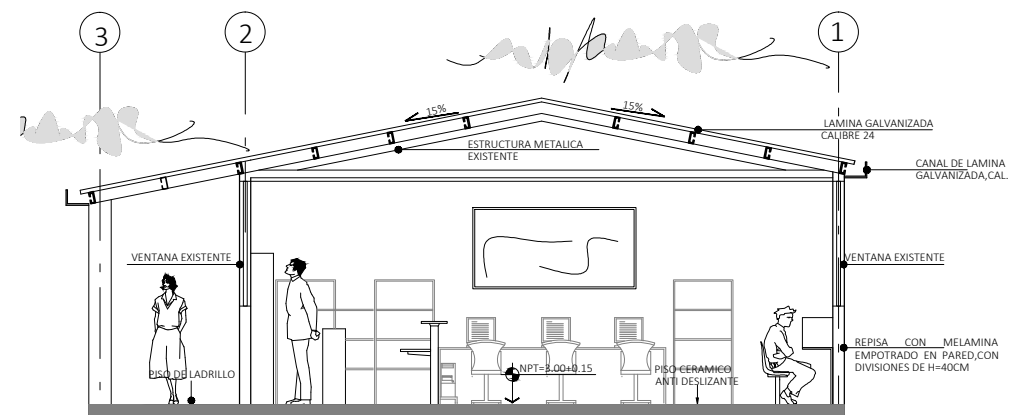 3
2
1
15%
15%
LAMINA GALVANIZADA
CALIBRE 24
ESTRUCTURA METALICA
EXISTENTE
CANAL DE LAMINA
GALVANIZADA,CAL.
VENTANA EXISTENTE
VENTANA EXISTENTE
REPISA CON MELAMINA
EMPOTRADO EN PARED,CON
DIVISIONES DE H=40CM
PISO DE LADRILLO
NPT=3.00+0.15
PISO CERAMICO
ANTI DESLIZANTE